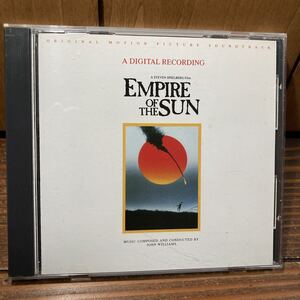 ORIGINAL MOTION PICTURE SOUNDTRACK
A DIGITAL RECORDING
A STEVEN SPIELBERG Film
EMPIRE
OF
THE SUN
MUSIC COMPOSED AND CONDUCTED BY
JOHN WILLIAMS